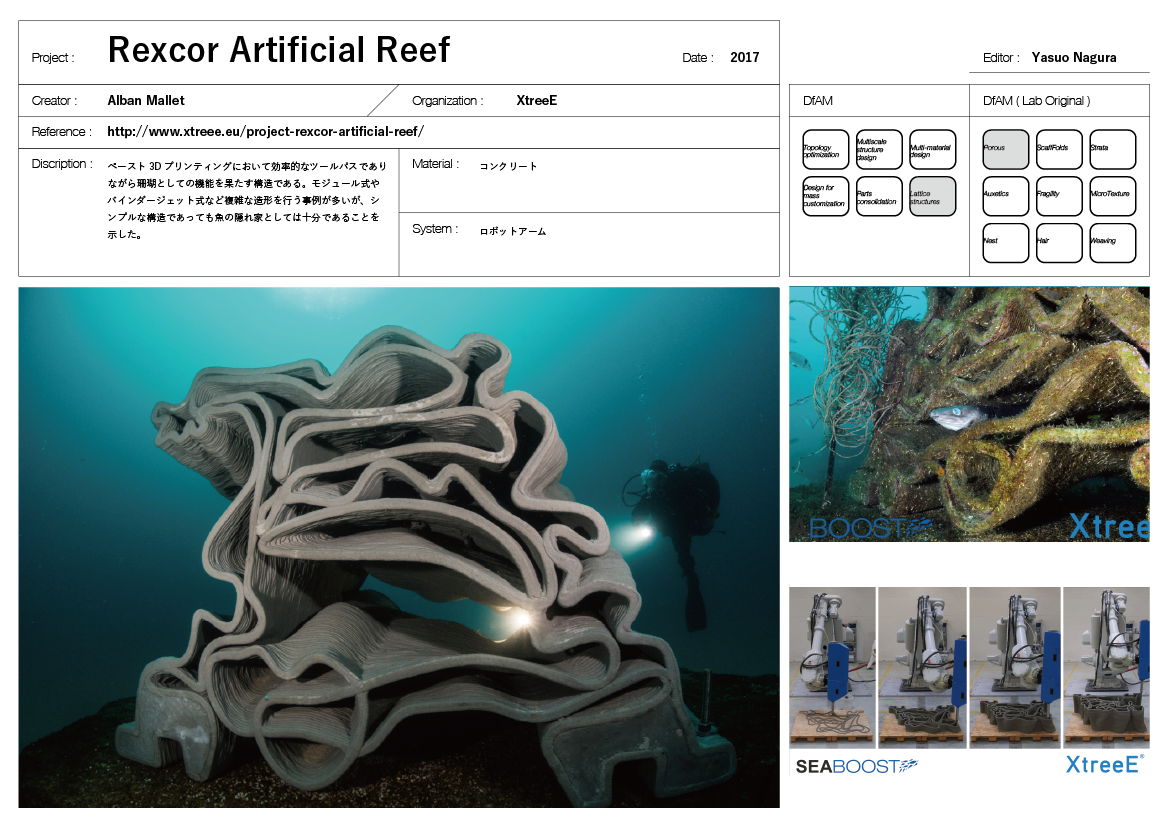 Project : Rexcor Artificial Reef Date : 2017
Editor : Yasuo Nagura
Creator : Alban Mallet Organization : XtreeE
Reference : http://www.xtreee.eu/project-rexcor-artificial-reef/
Discription : ペースト 3D プリンティングにおいて効率的なツールパスであり
ながら珊瑚としての機能を果たす構造である。モジュール式や
バインダージェット式など複雑な造形を行う事例が多いが、シ
ンプルな構造であっても魚の隠れ家としては十分であることを
示した。
Material : コンクリート
System : ロボットアーム
DfAM
Topology
optimization
Multiscale
structure
design
Multi-material
design
Design for
mass
customization
Parts
consolidation
Lattice
structures
DfAM ( Lab Original )
Porous
ScaffFolds
Strata
Auxetics
Fragility
MicroTexture
Nest
Hair
Weaving
BOOST
Xtree
SEABOOST
XtreeE®